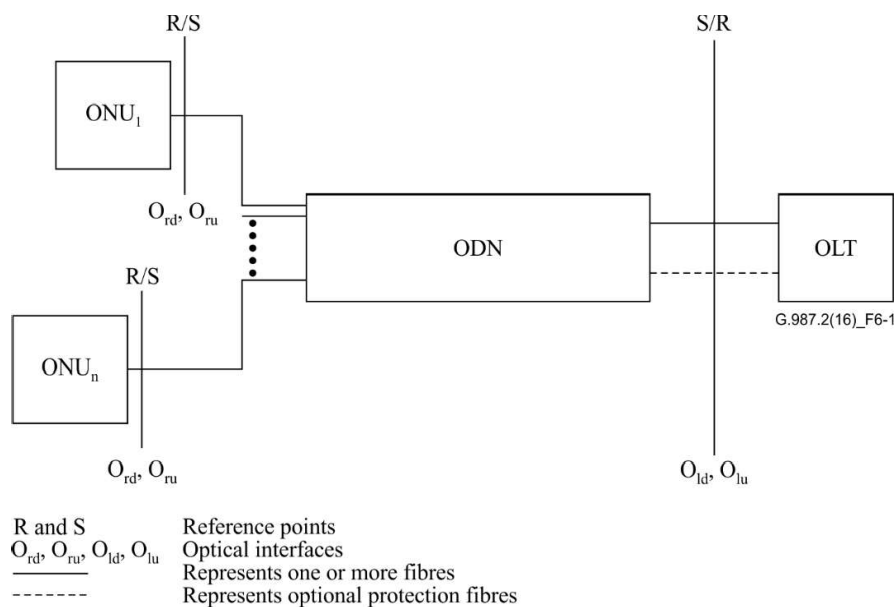 R/S
S/R
ONU1
Ord, Oru
ODN
OLT
R/S
G.987.2(16)_F6-1
ONUn
Ord, Oru
Old, Olu
R and S Reference points
Ord, Oru, Old, Olu Optical interfaces
Represents one or more fibres
Represents optional protection fibres